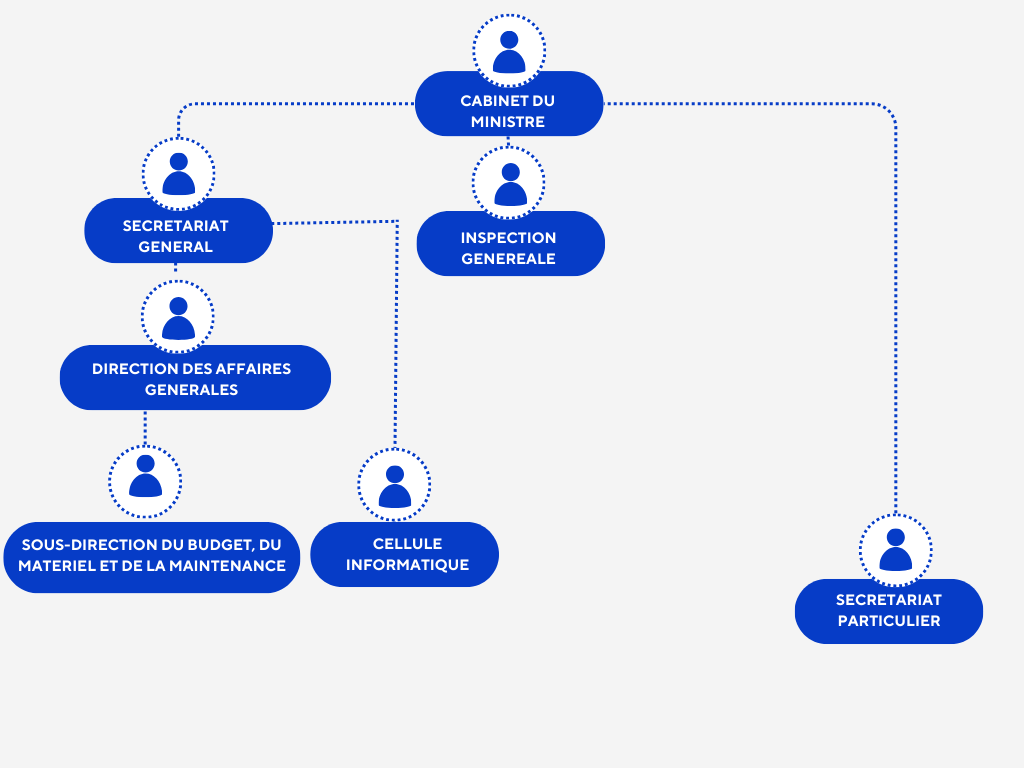 CABINET DU
MINISTRE
SECRETARIAT
GENERAL
INSPECTION
GENEREALE
DIRECTION DES AFFAIRES
GENERALES
SOUS-DIRECTION DU BUDGET, DU
MATERIEL ET DE LA MAINTENANCE
CELLULE
INFORMATIQUE
SECRETARIAT
PARTICULIER